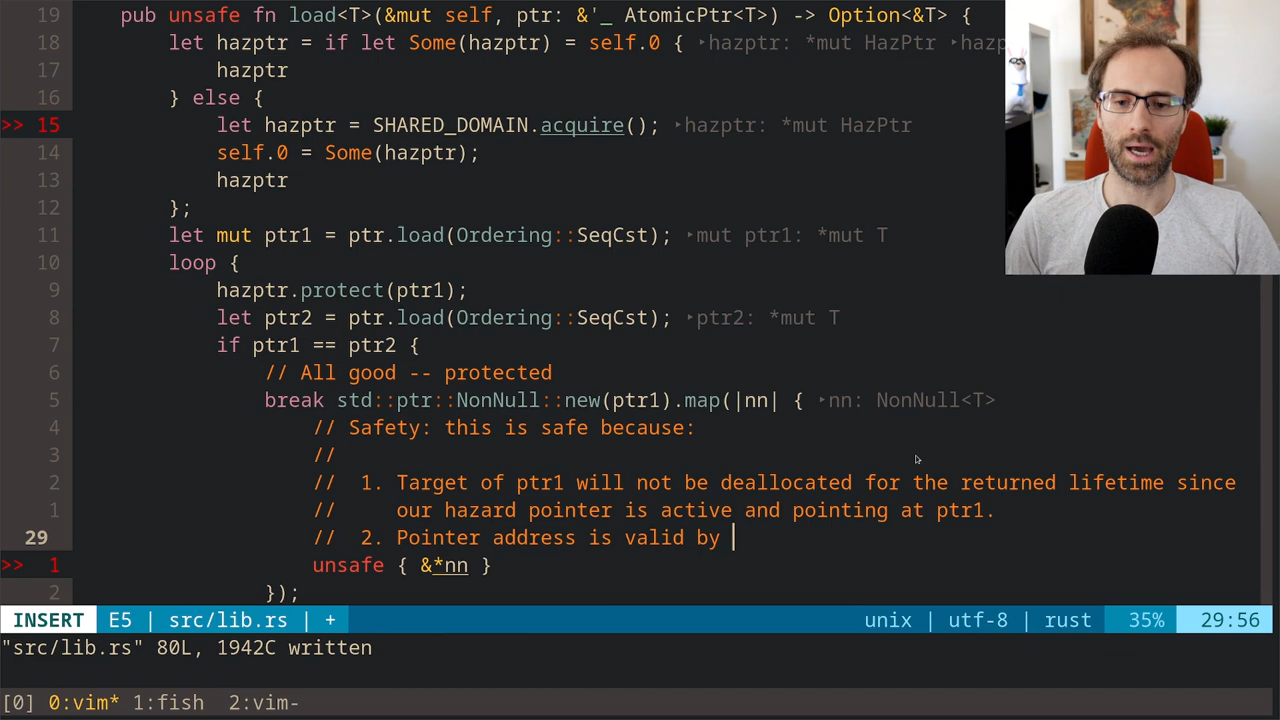 19 pub unsafe fn load<T>(&mut self, ptr: &'_ AtomicPtr<T>) -> Option<&T> {
18 let hazptr = if let Some(hazptr) = self.0 { ‣hazptr: *mut HazPtr ‣hazp
17 hazptr
16 } else {
>> 15 let hazptr = SHARED_DOMAIN.acquire(); ‣hazptr: *mut HazPtr
14 self.0 = Some(hazptr);
13 hazptr
12 };
11 let mut ptr1 = ptr.load(Ordering::SeqCst); ‣mut ptr1: *mut T
10 loop {
9 hazptr.protect(ptr1);
8 let ptr2 = ptr.load(Ordering::SeqCst); ‣ptr2: *mut T
7 if ptr1 == ptr2 {
6 // All good -- protected
5 break std::ptr::NonNull::new(ptr1).map(|nn| { ‣nn: NonNull<T>
4 // Safety: this is safe because:
3 //
2 // 1. Target of ptr1 will not be deallocated for the returned lifetime since
1 // our hazard pointer is active and pointing at ptr1.
29 // 2. Pointer address is valid by
>> 1 unsafe { &*nn }
2 });
INSERT E5 | src/lib.rs | + unix | utf-8 | rust 35% 29:56
"src/lib.rs" 80L, 1942C written
[0] 0:vim* 1:fish 2:vim-